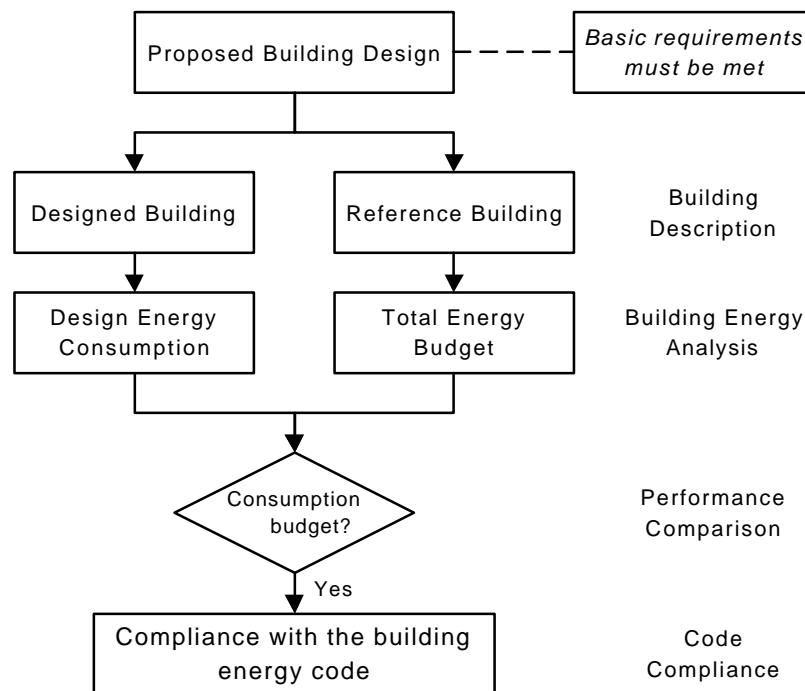 Proposed Building Design
Basic requirements
must be met
Designed Building
Reference Building
Building
Description
Design Energy
Consumption
Total Energy
Budget
Building Energy
Analysis
Consumption
budget?
Performance
Comparison
Yes
Compliance with the building
energy code
Code
Compliance